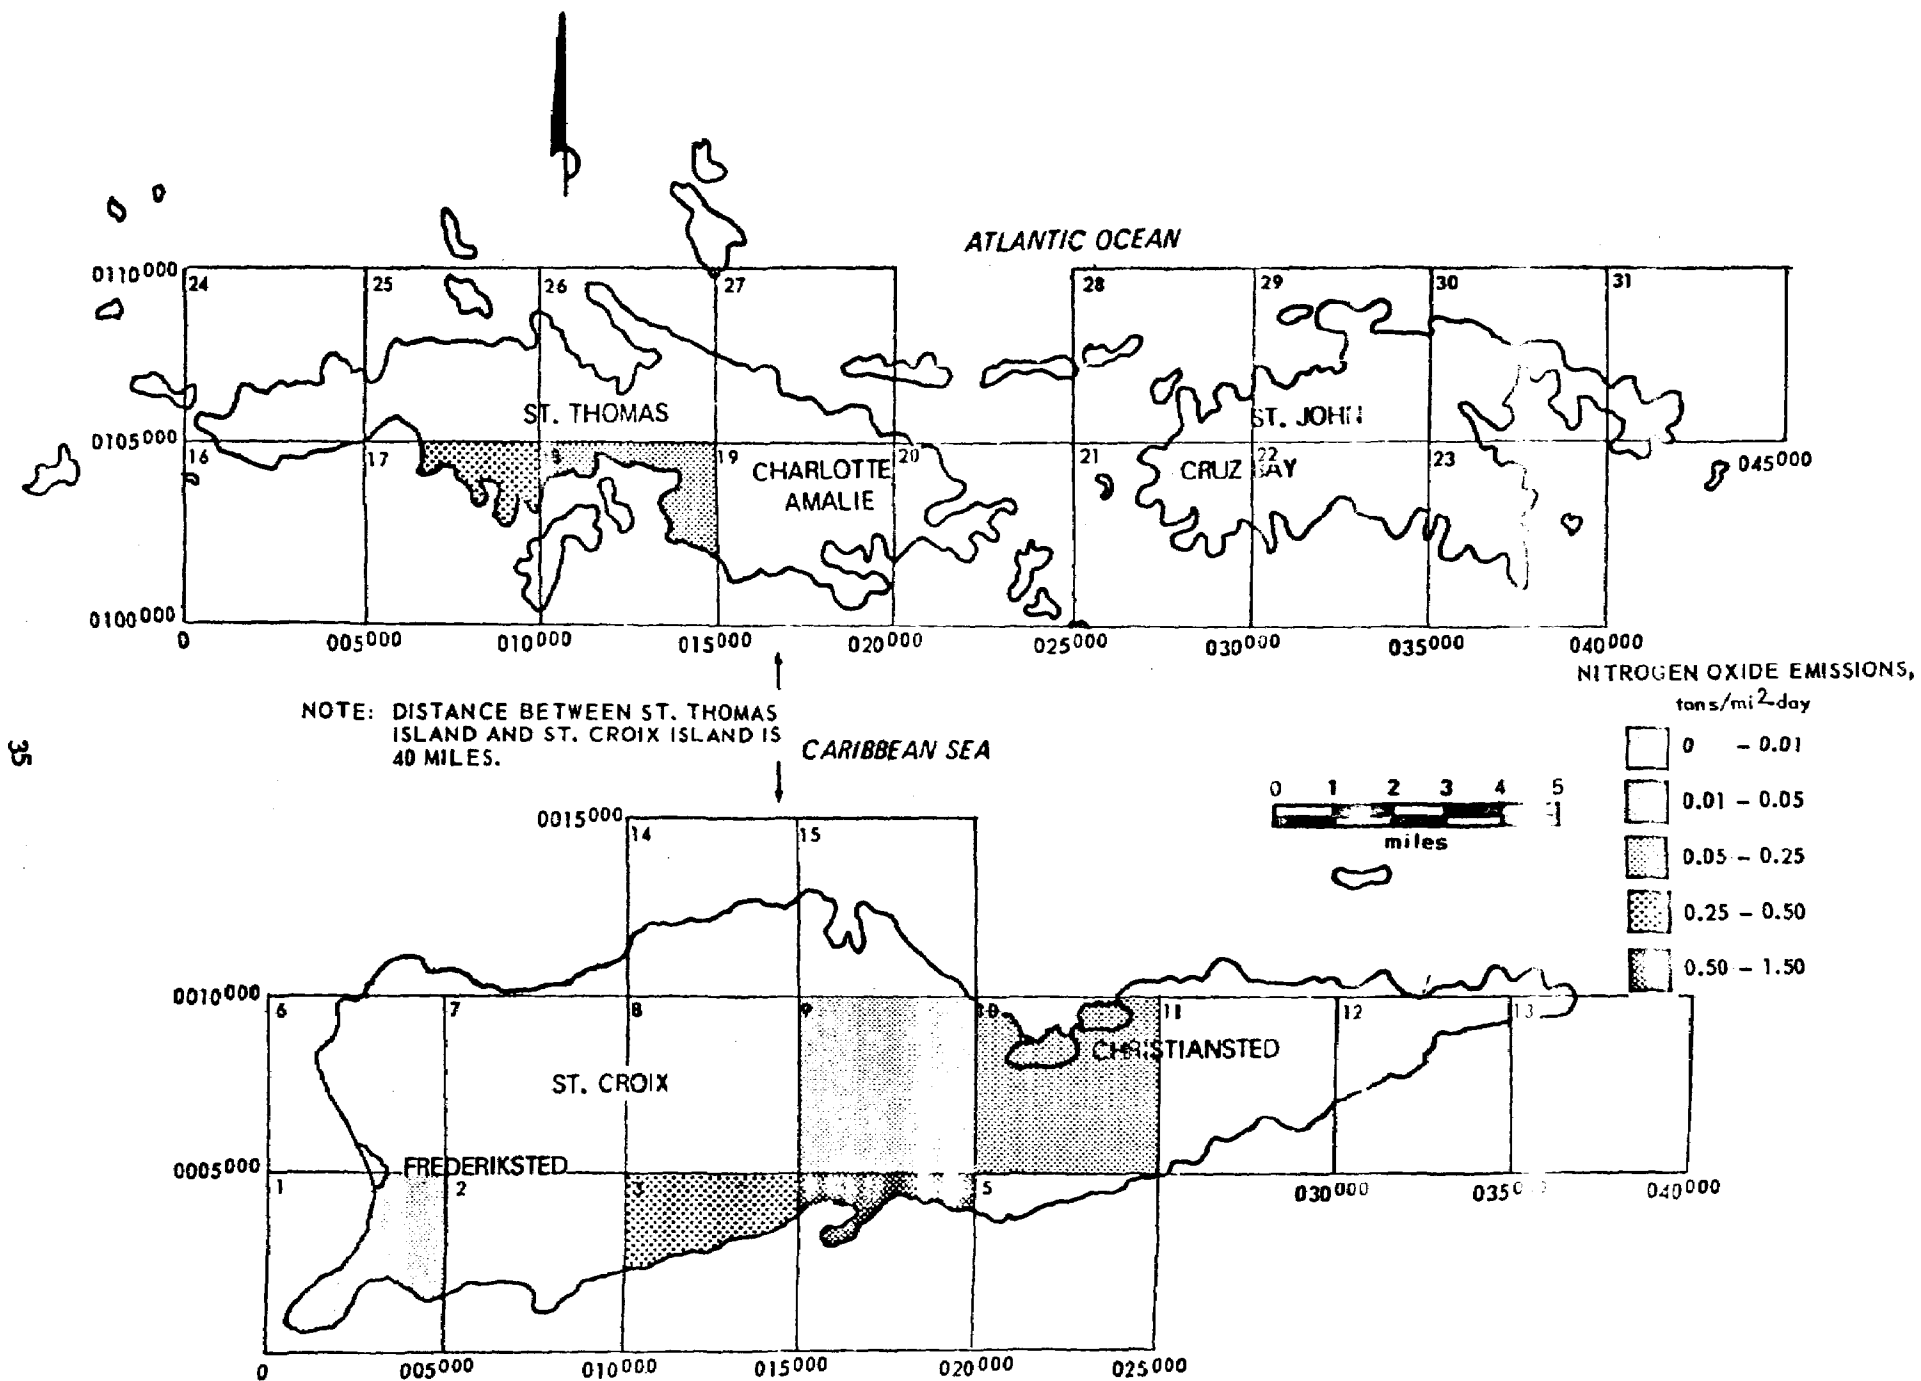 ATLANTIC OCEAN
0110000
24
25
26
27
28
29
30
31
ST. THOMAS
ST. JOHN
0105000
16
17
19
20
21
22
23
045000
CHARLOTTE
AMALIE
CRUZ BAY
0100000
0
005000
010000
015000
020000
025000
030000
035000
040000
NITROGEN OXIDE EMISSIONS,
tons/mi2-day
0 - 0.01
0.01 - 0.05
0.05 - 0.25
0.25 - 0.50
0.50 - 1.50
NOTE: DISTANCE BETWEEN ST. THOMAS
ISLAND AND ST. CROIX ISLAND IS
40 MILES.
CARIBBEAN SEA
35
0 1 2 3 4 5
miles
0015000
14
15
0010000
6
7
8
9
10
11
12
13
CHRISTIANSTED
ST. CROIX
0005000
FREDERIKSTED
1
2
3
5
030000
035000
040000
0
005000
010000
015000
020000
025000